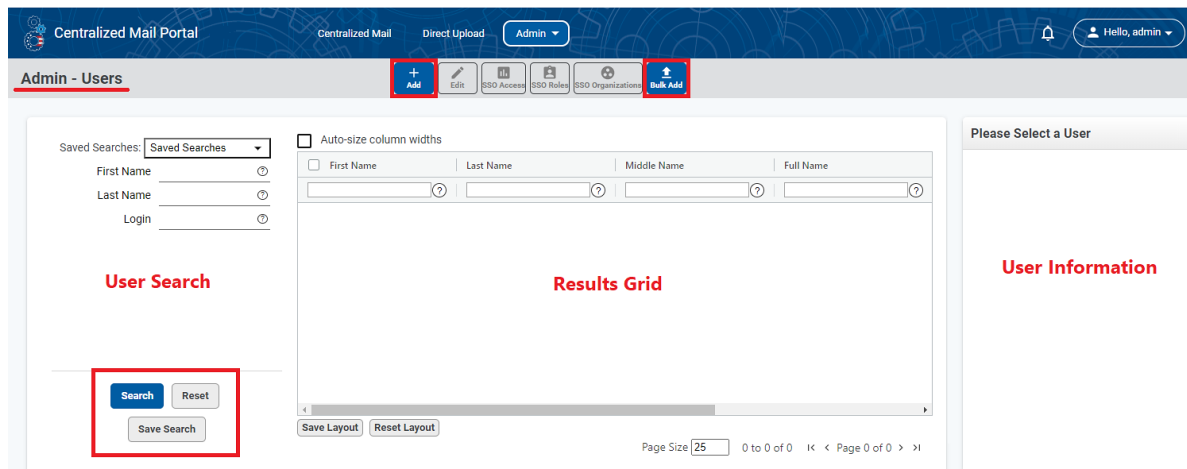 Centralized Mail Portal
Centralized Mail Direct Upload Admin
Hello, admin
Admin - Users
Add Edit SSO Access SSO Roles SSO Organizations Bulk Add
Saved Searches: Saved Searches
First Name ?
Last Name ?
Login ?
User Search
Search Reset
Save Search
Auto-size column widths
First Name Last Name Middle Name Full Name
? ? ? ?
Results Grid
Save Layout Reset Layout
Page Size 25 0 to 0 of 0 Page 0 of 0
Please Select a User
User Information